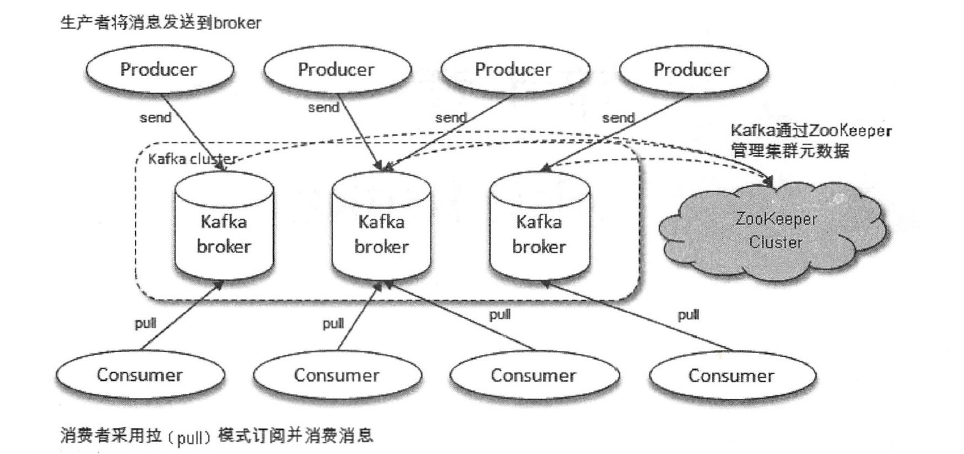 生产者将消息发送到broker
Producer
Producer
Producer
Producer
send
send
send
send
Kafka通过ZooKeeper
管理集群元数据
Kafka cluster
Kafka
broker
Kafka
broker
Kafka
broker
ZooKeeper
Cluster
pull
pull
pull
pull
Consumer
Consumer
Consumer
Consumer
消费者采用拉（pull）模式订阅并消费消息